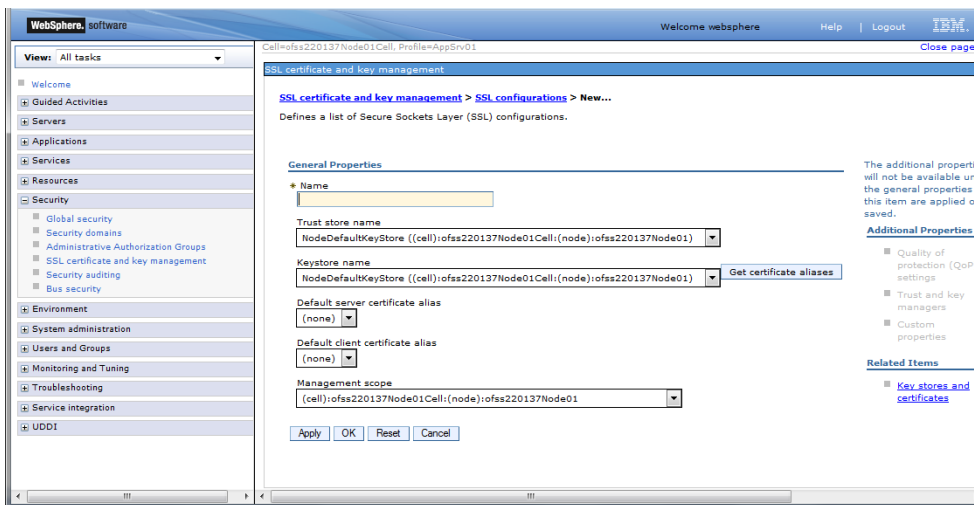 WebSphere. software
Welcome websphere
Help | Logout
IBM.
View: All tasks
Cell=ofss220137Node01Cell, Profile=AppSrv01
Close page
Welcome
Guided Activities
Servers
Applications
Services
Resources
Security
Global security
Security domains
Administrative Authorization Groups
SSL certificate and key management
Security auditing
Bus security
Environment
System administration
Users and Groups
Monitoring and Tuning
Troubleshooting
Service integration
UDDI
SSL certificate and key management
SSL certificate and key management > SSL configurations > New...
Defines a list of Secure Sockets Layer (SSL) configurations.
General Properties
* Name
Trust store name
NodeDefaultKeyStore ((cell):ofss220137Node01Cell:(node):ofss220137Node01)
Keystore name
NodeDefaultKeyStore ((cell):ofss220137Node01Cell:(node):ofss220137Node01)
Get certificate aliases
Default server certificate alias
(none)
Default client certificate alias
(none)
Management scope
(cell):ofss220137Node01Cell:(node):ofss220137Node01
Apply OK Reset Cancel
The additional properti
will not be available un
the general properties
this item are applied o
saved.
Additional Properties
Quality of
protection (QoP
settings
Trust and key
managers
Custom
properties
Related Items
Key stores and
certificates